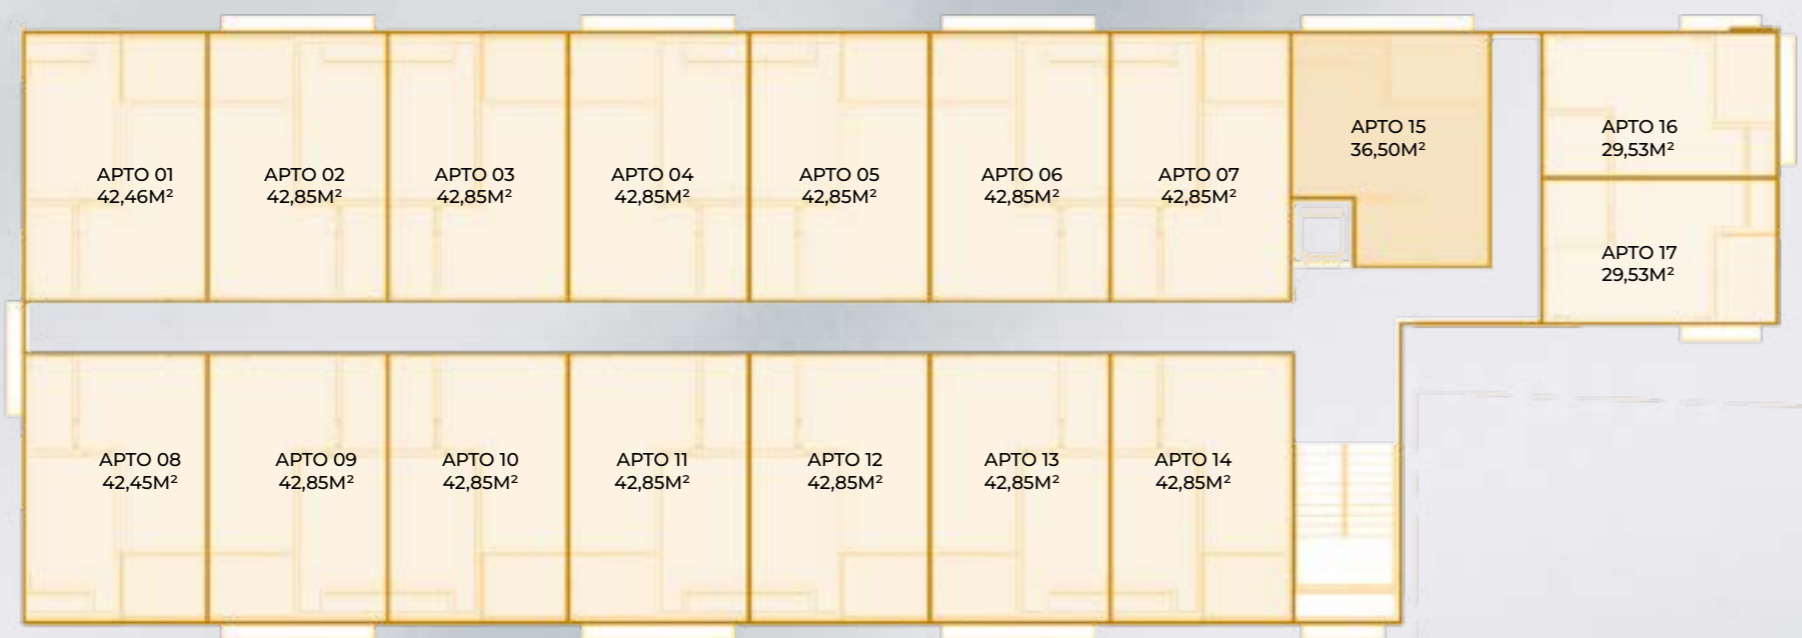 APTO 01
42,46M²
APTO 02
42,85M²
APTO 03
42,85M²
APTO 04
42,85M²
APTO 05
42,85M²
APTO 06
42,85M²
APTO 07
42,85M²
APTO 15
36,50M²
APTO 16
29,53M²
APTO 17
29,53M²
APTO 08
42,45M²
APTO 09
42,85M²
APTO 10
42,85M²
APTO 11
42,85M²
APTO 12
42,85M²
APTO 13
42,85M²
APTO 14
42,85M²